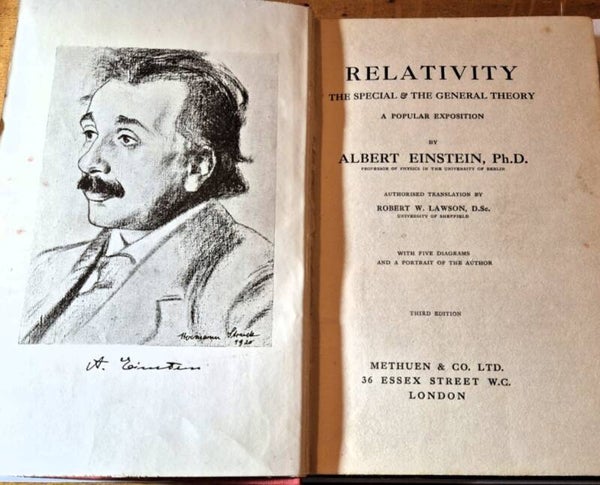 Hermann Struck
1920
A. Einstein.
RELATIVITY
THE SPECIAL & THE GENERAL THEORY
A POPULAR EXPOSITION
BY
ALBERT EINSTEIN, Ph.D.
PROFESSOR OF PHYSICS IN THE UNIVERSITY OF BERLIN
AUTHORISED TRANSLATION BY
ROBERT W. LAWSON, D.Sc.
UNIVERSITY OF SHEFFIELD
WITH FIVE DIAGRAMS
AND A PORTRAIT OF THE AUTHOR
THIRD EDITION
METHUEN & CO. LTD.
36 ESSEX STREET W.C.
LONDON